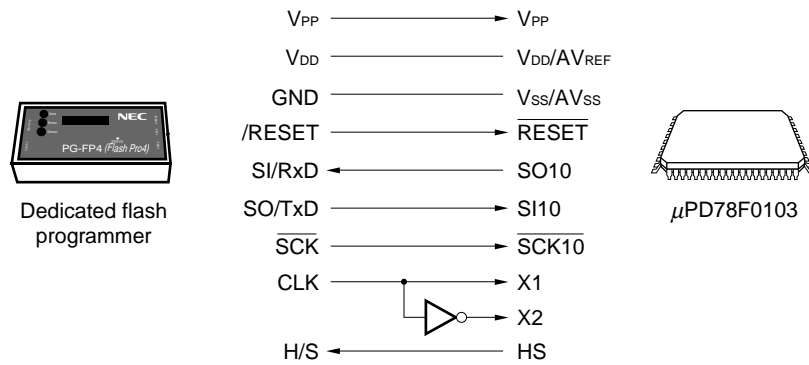 VPP VPP
VDD VDD/AVREF
GND VSS/AVSS
/RESET RESET
SI/RxD SO10
SO/TxD SI10
SCK SCK10
CLK X1
X2
H/S HS
NEC
PG-FP4 (Flash Pro4)
Dedicated flash
programmer
μPD78F0103